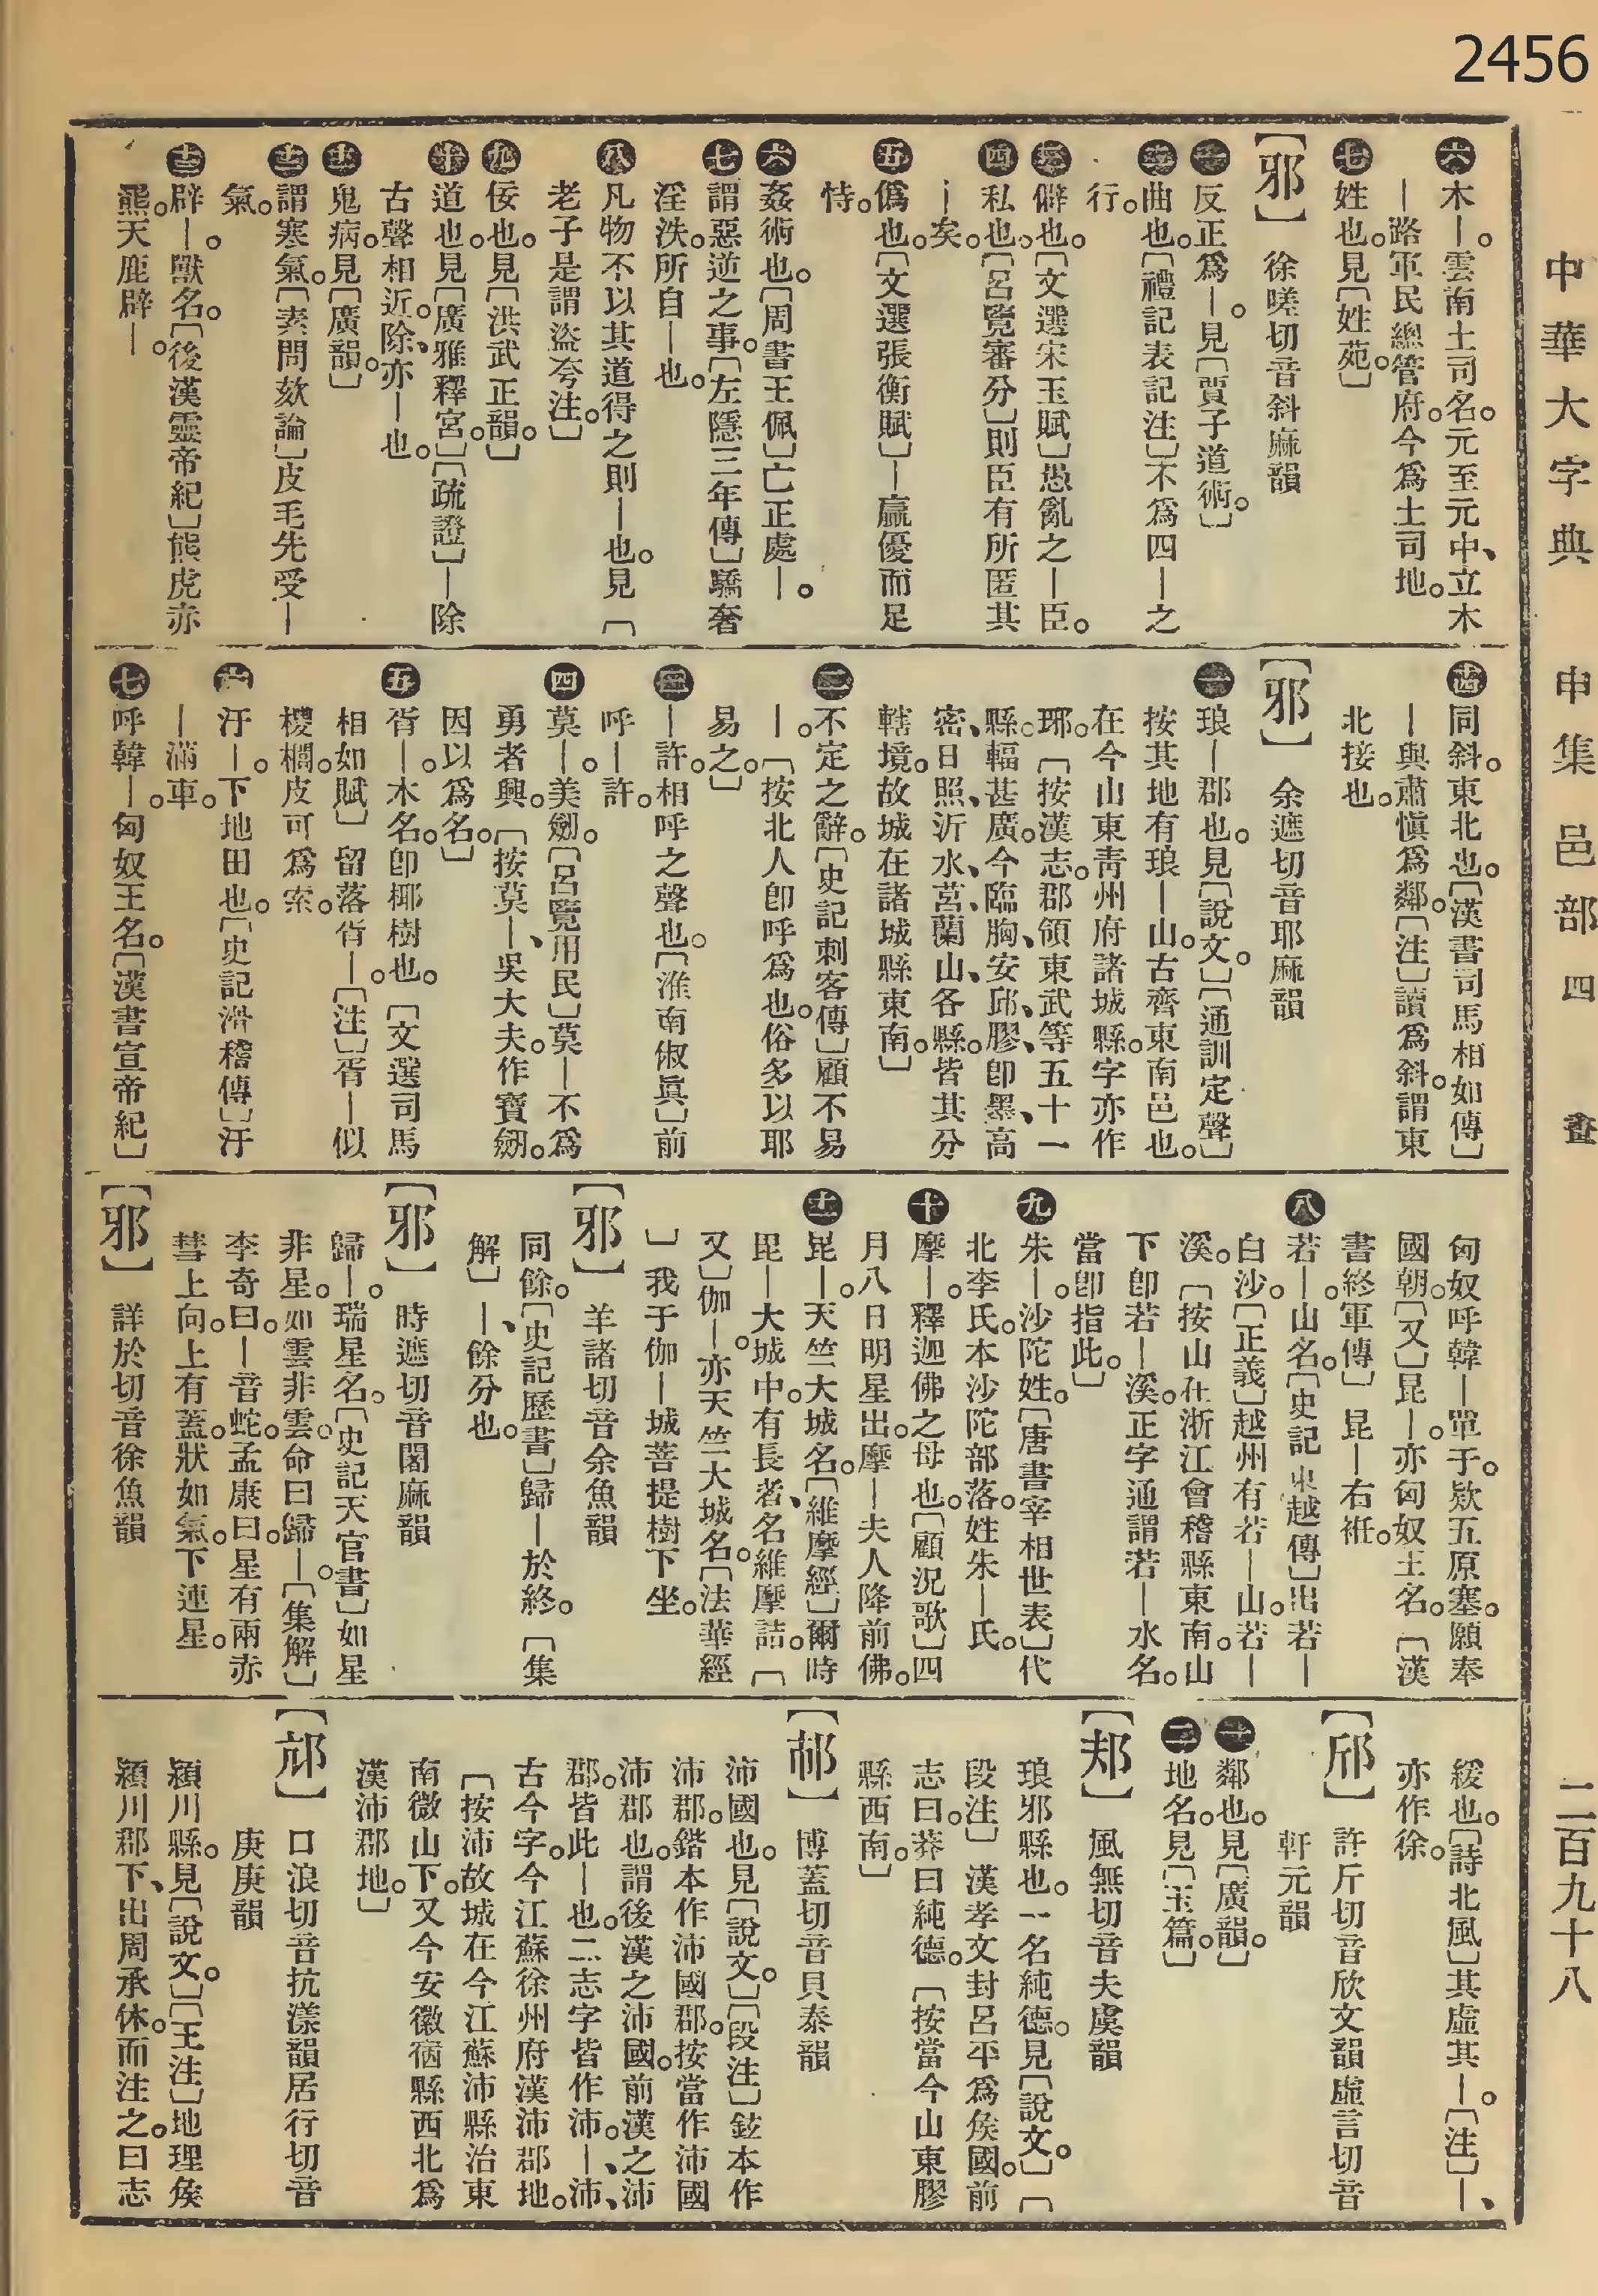 2456
中華大字典 申集 邑部 四 畫 二百九十八
㊅木—。雲南土司名。元至元中、立木
—路軍民總管府。今爲土司地。
㊆姓也。見〔姓苑。〕
【邪】 徐嗟切音斜麻韻
㊀反正爲—。見〔賈子道術。〕
㊁曲也。〔禮記表記注〕不爲四—之
行。
㊂僻也。〔文選宋玉賦〕恐亂之—臣。
㊃私也。〔呂覽審分〕則臣有所匿其
—矣。
㊄僞也。〔文選張衡賦〕—贏優而足
恃。
㊅姦術也。〔周書王佩〕亡正處—。
㊆謂惡逆之事。〔左隱三年傳〕驕奢
淫泆。所自—也。
㊇凡物不以其道得之則—也。見〔
老子是謂盜夸注。〕
㊈佞也。見〔洪武正韻。〕
㊉道也。見〔廣雅釋宮。〕〔疏證〕—除
古聲相近。除、亦—也。
十一鬼病。見〔廣韻。〕
十二謂寒氣。〔素問欬論〕皮毛先受—
氣。
十三辟—。獸名。〔後漢靈帝紀〕熊虎亦
羆。天鹿辟—。
十四同斜。東北也。〔漢書司馬相如傳〕
—與肅愼爲鄰。〔注〕讀爲斜。謂東
北接也。
【邪】 余遮切音耶麻韻
㊀琅—郡也。見〔說文。〕〔通訓定聲〕
按其地有琅—山。古齊東南邑也。
在今山東靑州府諸城縣。字亦作
琊。〔按漢志。郡領東武等五十一
縣。輻甚廣。今臨朐、安邱、膠、卽墨、高
密、日照、沂水、莒、蘭山、各縣。皆其分
轄境。故城在諸城縣東南。〕
㊁不定之辭。〔史記刺客傳〕顧不易
—。〔按北人卽呼爲也。俗多以耶
易之。〕
㊂—許。相呼之聲也。〔淮南俶眞〕前
呼—許。
㊃莫—。美劒。〔呂覽用民〕莫—不爲
勇者興。〔按莫—、吳大夫。作寶劒。
因以爲名。〕
㊄胥—。木名。卽椰樹也。〔文選司馬
相如賦〕留落胥—。〔注〕胥—似
椶櫚。皮可爲索。
㊅汙—。下地田也。〔史記滑稽傳〕汙
—滿車。
㊆呼韓—。匈奴王名。〔漢書宣帝紀〕
匈奴呼韓—單于。欵五原塞。願奉
國朝。〔又〕昆—。亦匈奴王名。〔漢
書終軍傳〕昆—右衽。
㊇若—。山名。〔史記東越傳〕出若—
白沙。〔正義〕越州有若—山。若—
溪。〔按山在浙江會稽縣東南。山
下卽若—溪。正字通謂若—水名。
當卽指此。〕
㊈朱—。沙陀姓。〔唐書宰相世表〕代
北李氏。本沙陀部落。姓朱—氏。
㊉摩—。釋迦佛之母也。〔顧況歌〕四
月八日明星出。摩—夫人降前佛。
十一毘—。天竺大城名。〔維摩經〕爾時
毘—大城中。有長者、名維摩詰。〔
又〕伽—。亦天竺大城名。〔法華經
〕我于伽—城菩提樹下坐。
【邪】 羊諸切音余魚韻
同餘。〔史記歷書〕歸—於終。〔集
解〕—、餘分也。
【邪】 時遮切音闍麻韻
歸—。瑞星名。〔史記天官書〕如星
非星。如雲非雲。命曰歸—。〔集解〕
李奇曰。—音蛇。孟康曰。星有兩赤
彗上向。上有蓋。狀如氣。下連星。
【邪】 詳於切音徐魚韻
緩也。〔詩北風〕其虛其—。〔注〕—、
亦作徐。
【邤】 許斤切音欣文韻虛言切音
軒元韻
㊀鄰也。見〔廣韻。〕
㊁地名。見〔玉篇。〕
【邞】 風無切音夫虞韻
琅邪縣也。一名純德。見〔說文。〕〔
段注〕漢孝文封呂平爲矦國。前
志曰。莽曰純德。〔按當今山東膠
縣西南。〕
【䢌】 博蓋切音貝泰韻
沛國也。見〔說文。〕〔段注〕鉉本作
沛郡。鍇本作沛國郡。按當作沛國
沛郡也。謂後漢之沛國。前漢之沛
郡。皆此—也。二志字皆作沛。—、沛、
古今字。今江蘇徐州府漢沛郡地。
〔按沛故城在今江蘇沛縣治東
南微山下。又今安徽宿縣西北爲
漢沛郡地。〕
【邟】 口浪切音抗漾韻居行切音
庚庚韻
潁川縣。見〔說文。〕〔王注〕地理矦
潁川郡下、出周承休。而注之。曰志